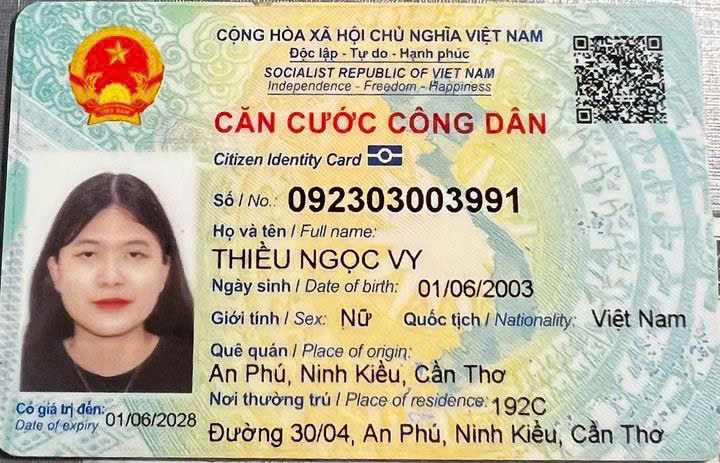 CỘNG HÒA XÃ HỘI CHỦ NGHĨA VIỆT NAM
Độc lập - Tự do - Hạnh phúc
SOCIALIST REPUBLIC OF VIET NAM
Independence - Freedom - Happiness
CĂN CƯỚC CÔNG DÂN
Citizen Identity Card
Số / No.: 092303003991
Họ và tên / Full name:
THIỀU NGỌC VY
Ngày sinh / Date of birth: 01/06/2003
Giới tính / Sex: Nữ Quốc tịch / Nationality: Việt Nam
Quê quán / Place of origin:
An Phú, Ninh Kiều, Cần Thơ
Nơi thường trú / Place of residence: 192C
Đường 30/04, An Phú, Ninh Kiều, Cần Thơ
Có giá trị đến: 01/06/2028
Date of expiry